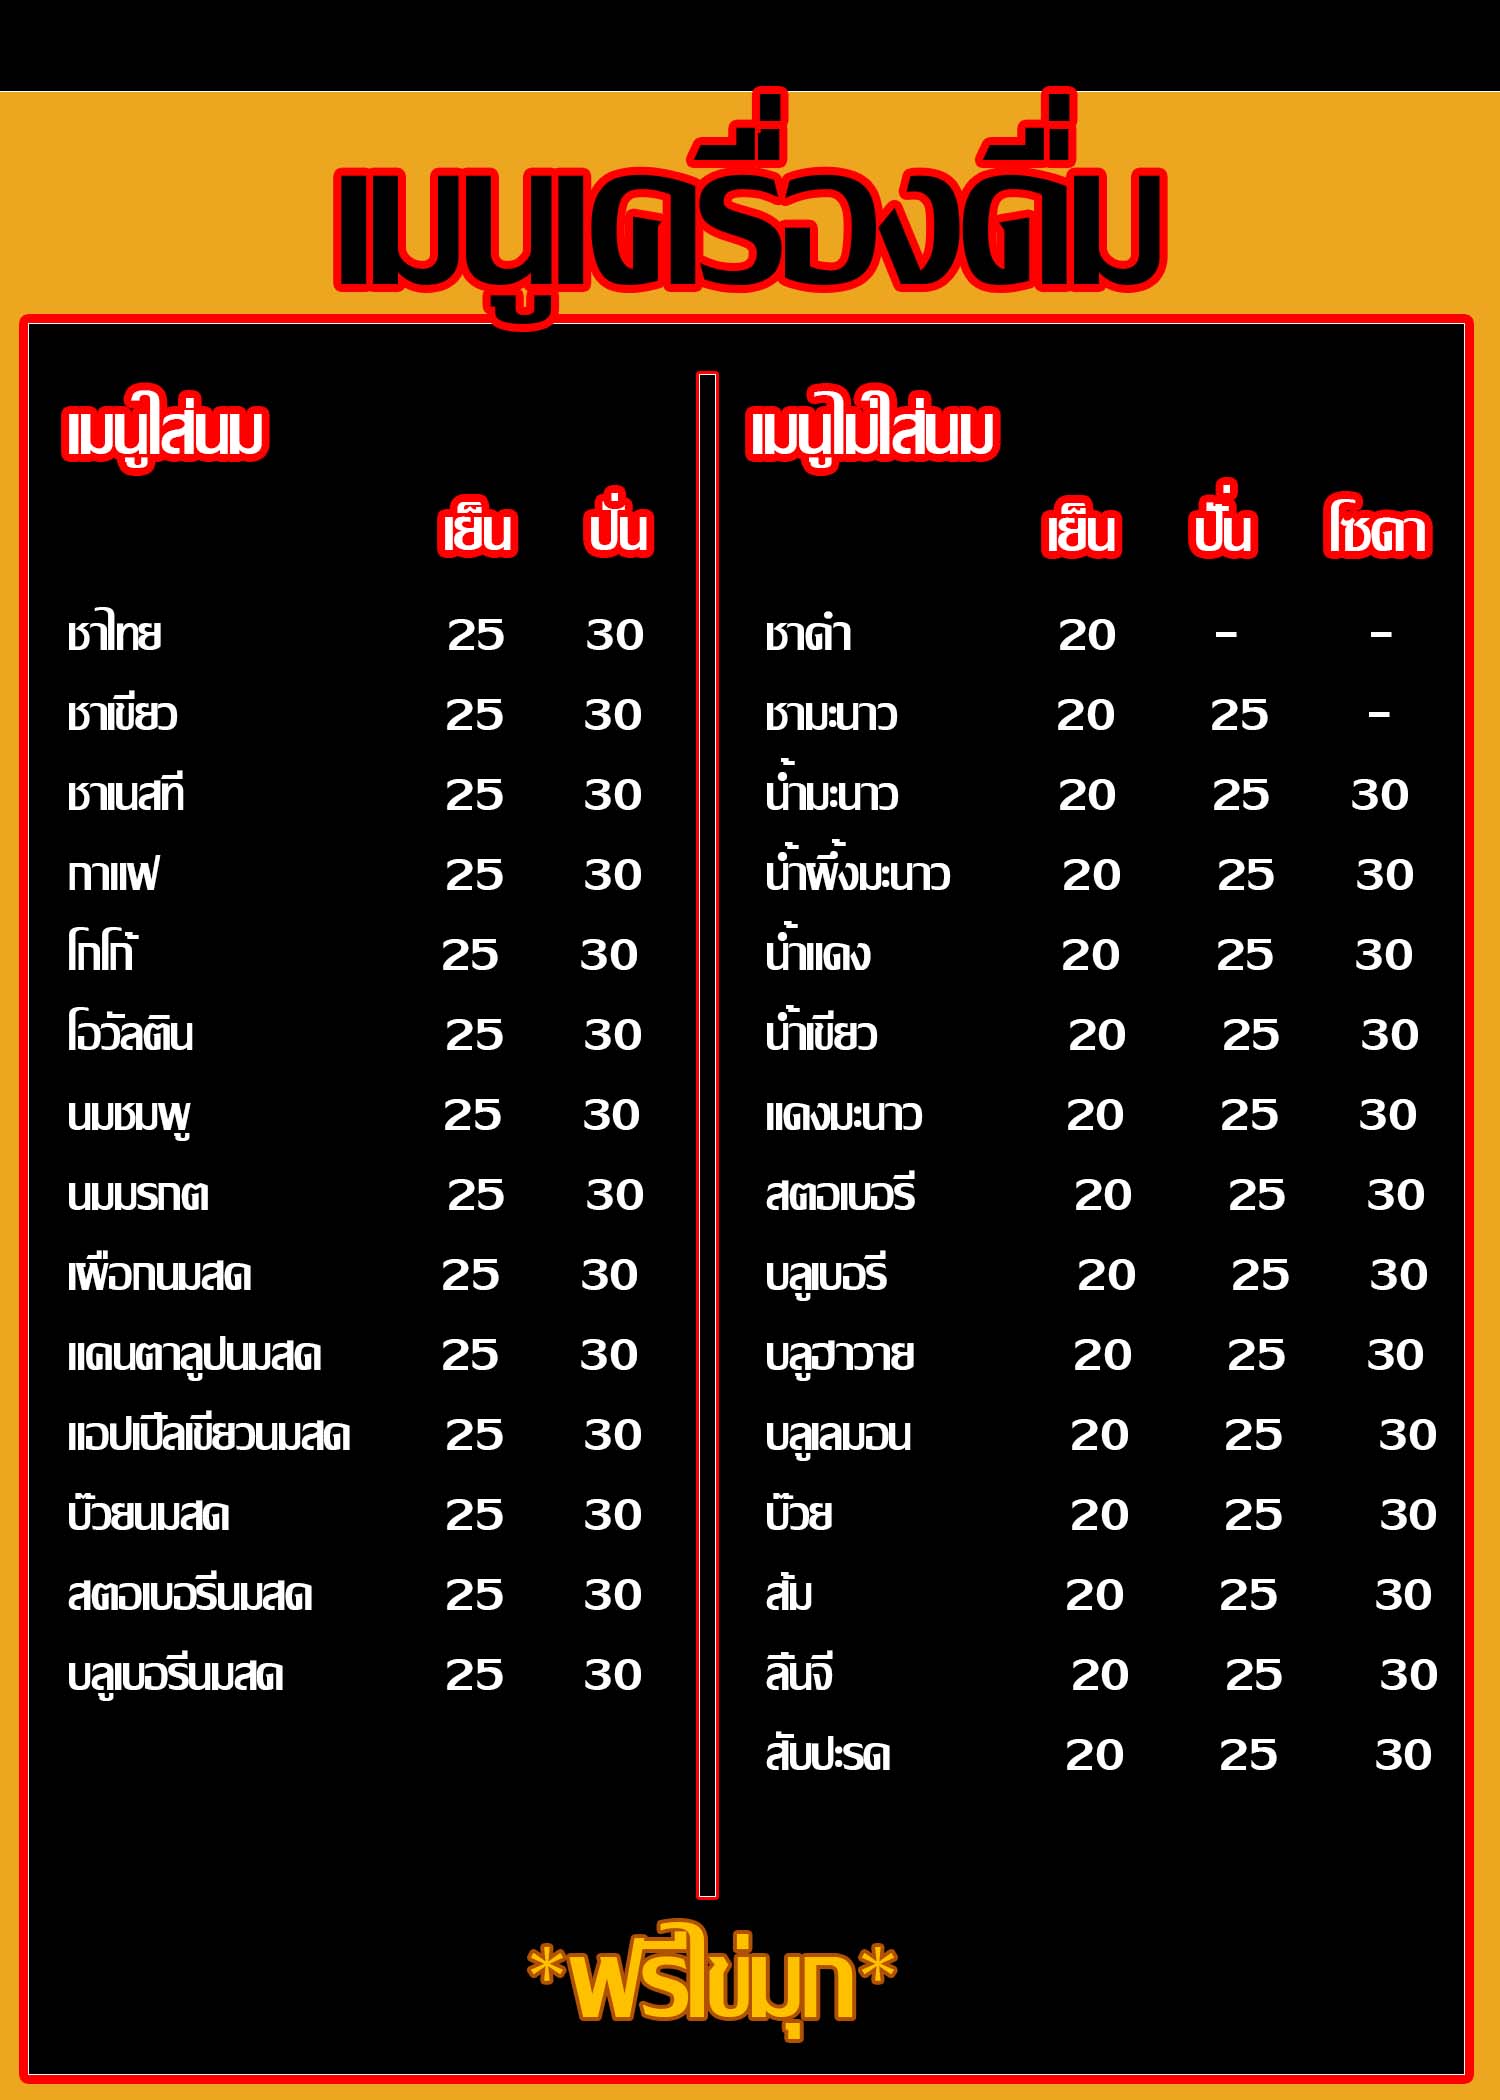 เมนูเครื่องดื่ม
เมนูใส่นม
เย็น ปั่น
ชาไทย 25 30
ชาเขียว 25 30
ชาเนสที 25 30
กาแฟ 25 30
โกโก้ 25 30
โอวัลติน 25 30
นมชมพู 25 30
นมมรกต 25 30
เผือกนมสด 25 30
แคนตาลูปนมสด 25 30
แอปเปิ้ลเขียวนมสด 25 30
บ๊วยนมสด 25 30
สตอเบอรี่นมสด 25 30
บลูเบอรี่นมสด 25 30
เมนูไม่ใส่นม
เย็น ปั่น โซดา
ชาดำ 20 - -
ชามะนาว 20 25 -
น้ำมะนาว 20 25 30
น้ำผึ้งมะนาว 20 25 30
น้ำแดง 20 25 30
น้ำเขียว 20 25 30
แดงมะนาว 20 25 30
สตอเบอรี่ 20 25 30
บลูเบอรี่ 20 25 30
บลูฮาวาย 20 25 30
บลูเลมอน 20 25 30
บ๊วย 20 25 30
ส้ม 20 25 30
ลิ้นจี่ 20 25 30
สับปะรด 20 25 30
*ฟรีไข่มุก*